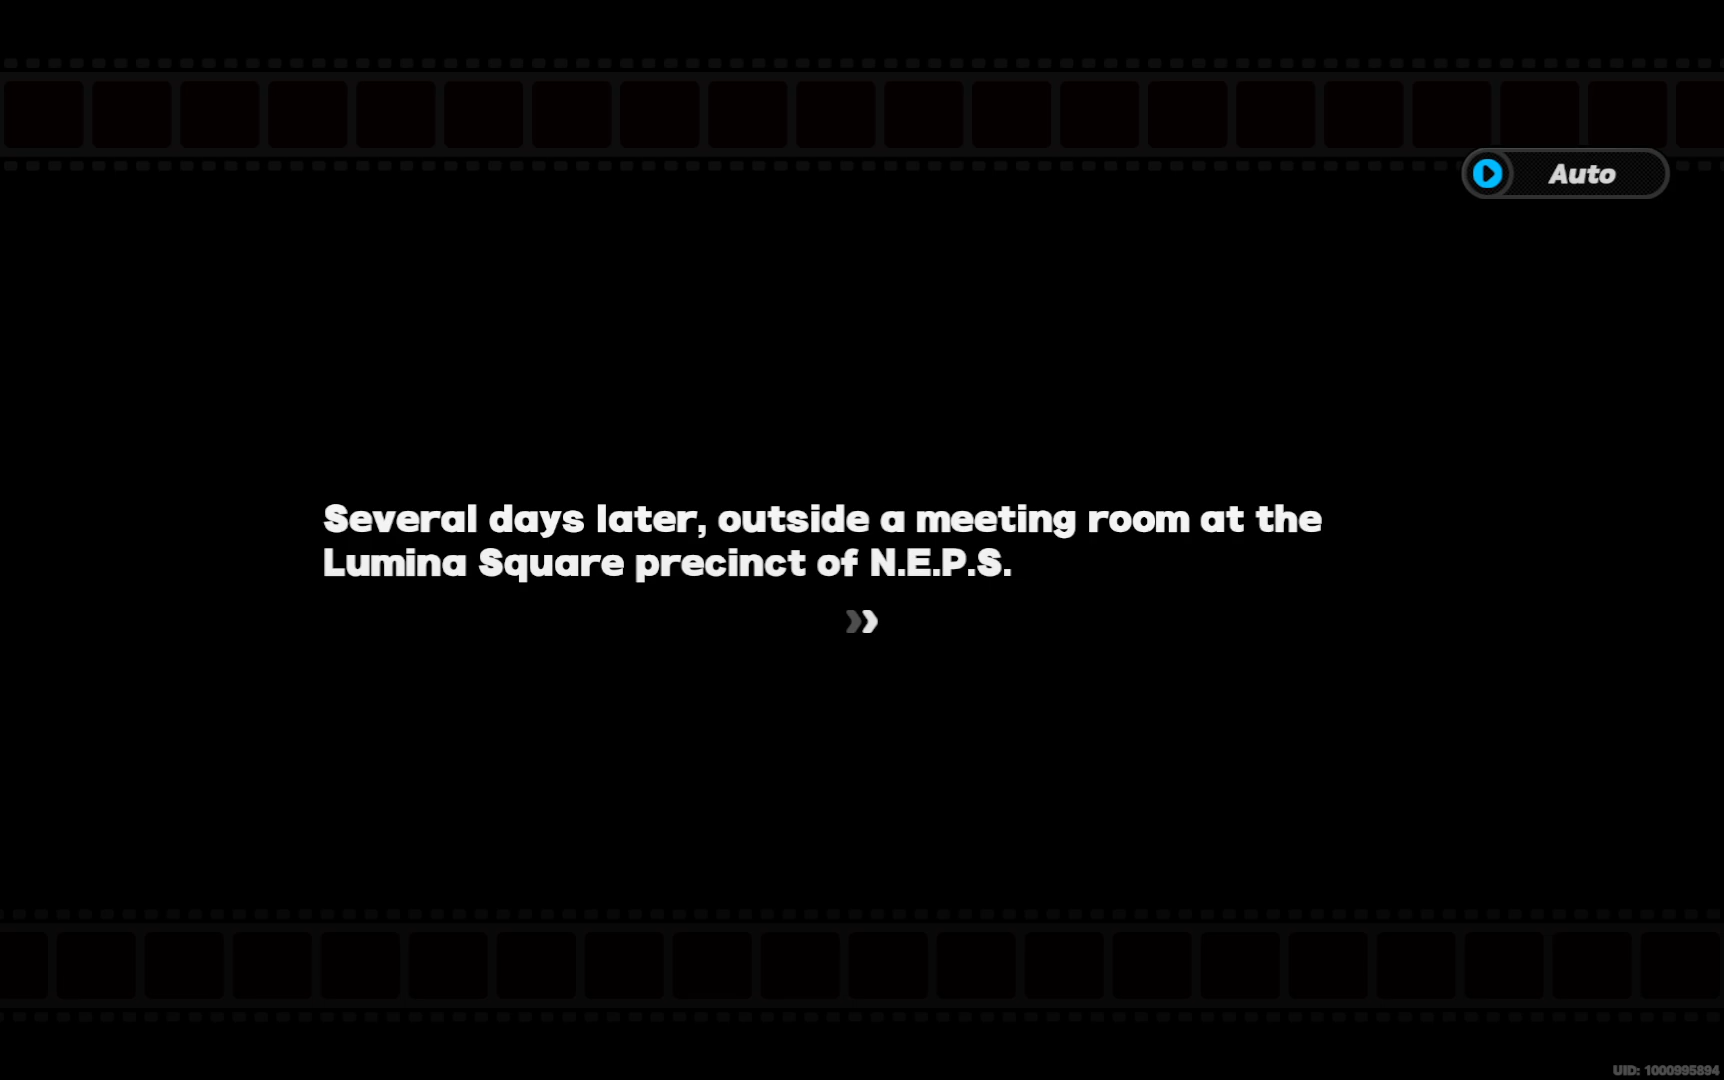 Auto
Several days later, outside a meeting room at the
Lumina Square precinct of N.E.P.S.
UID: 1000995894